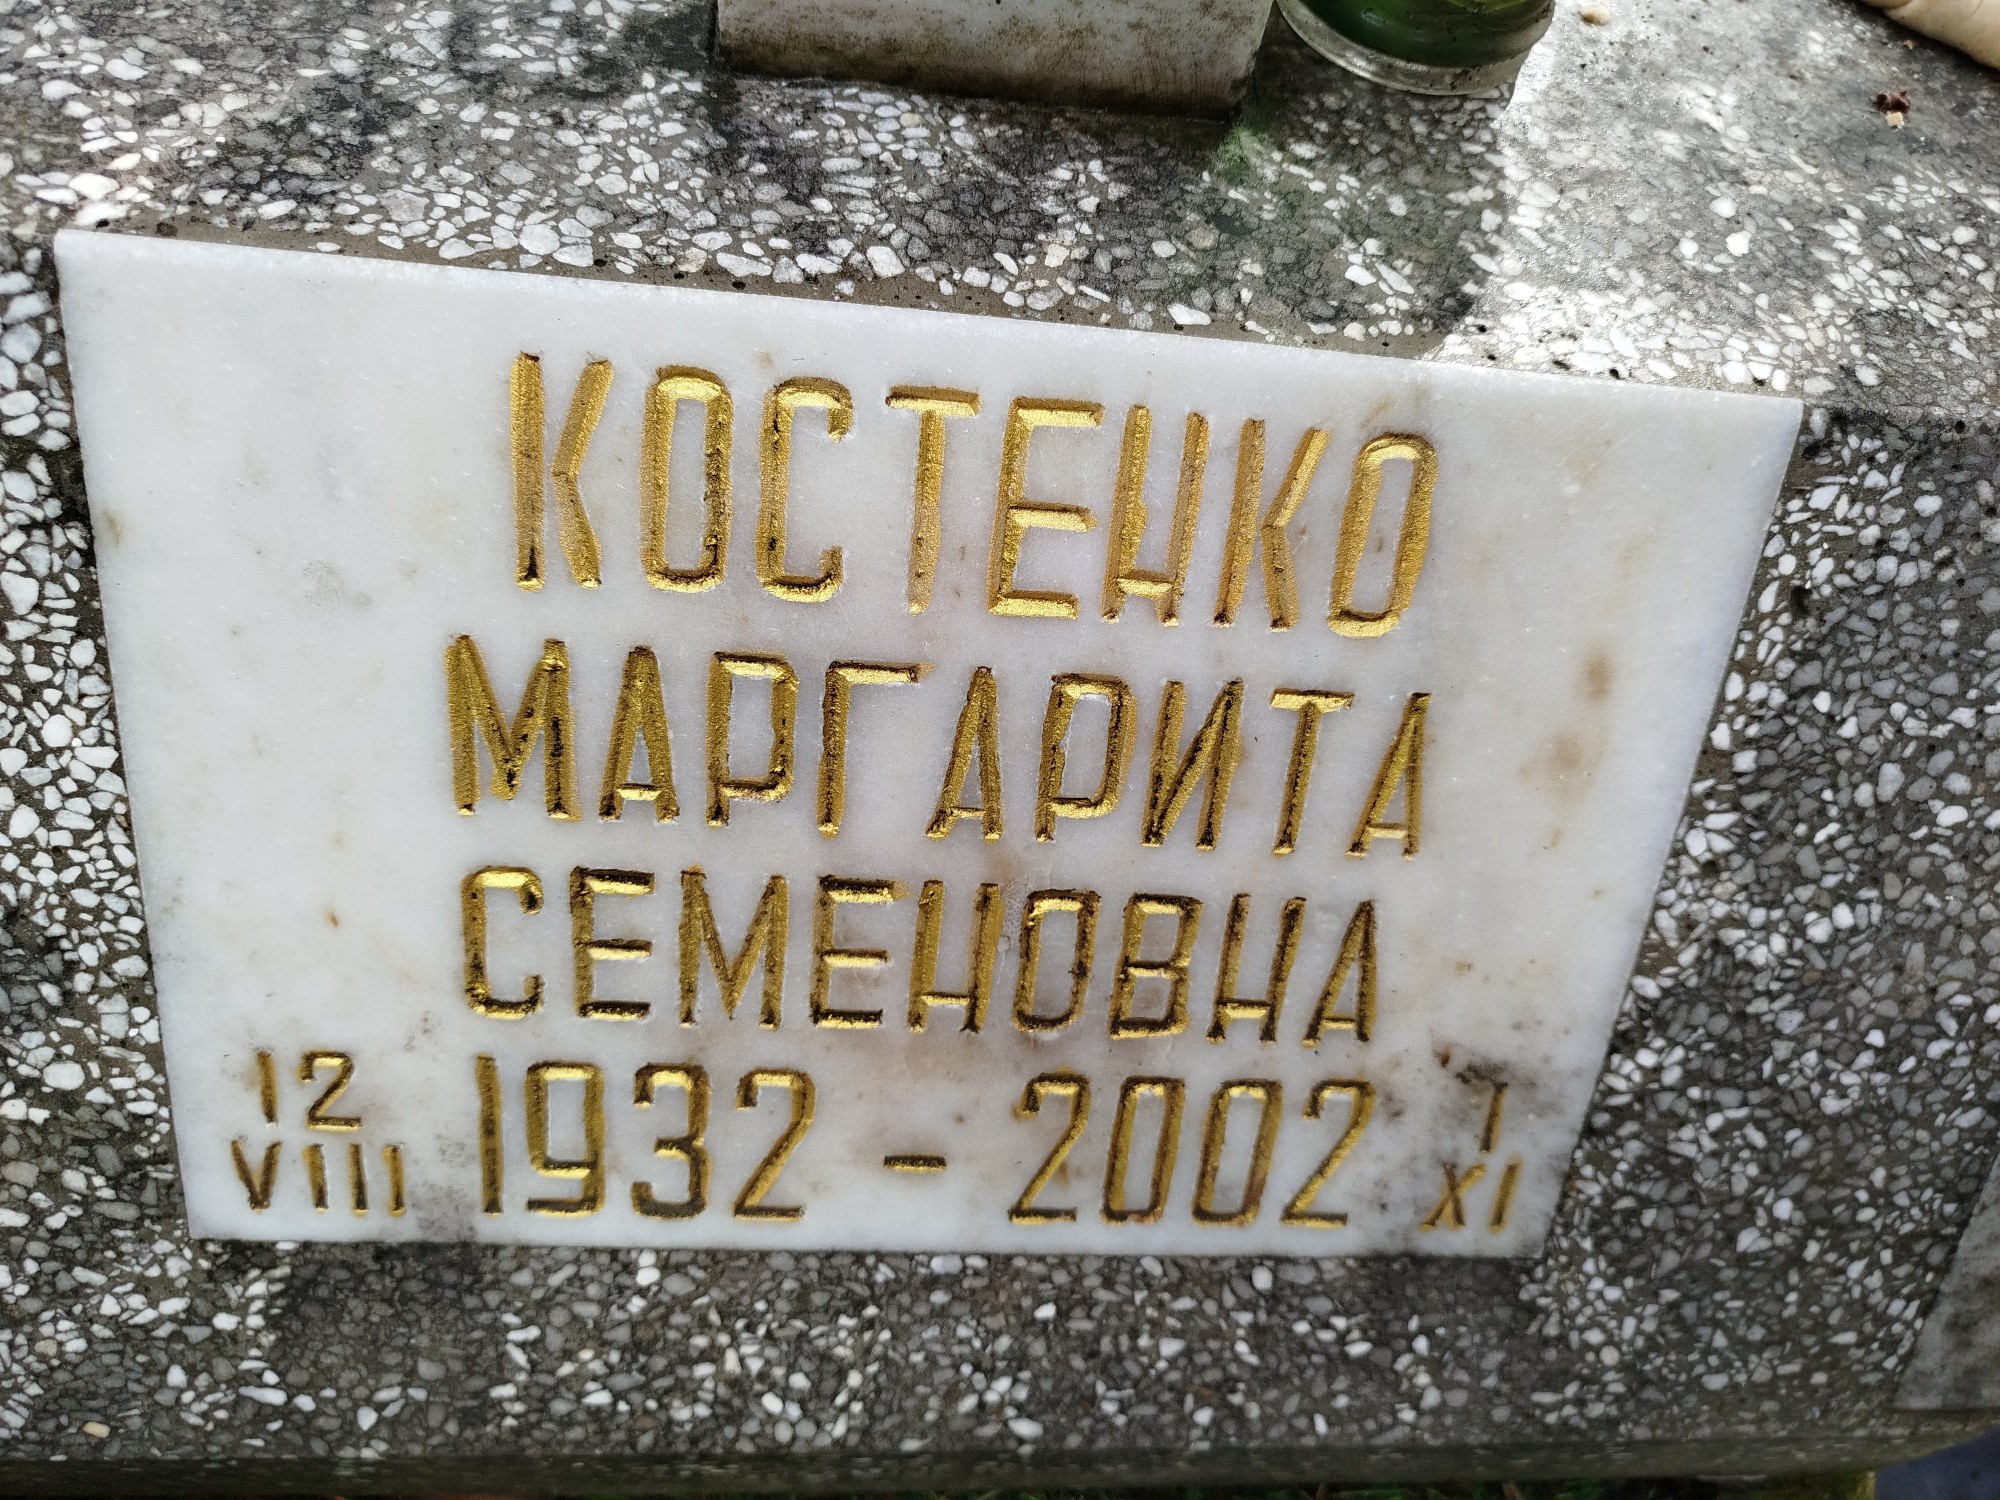 КОСТЕНКО
МАРГАРИТА
СЕМЕНОВНА
12 VIII 1932 - 2002 1 XI